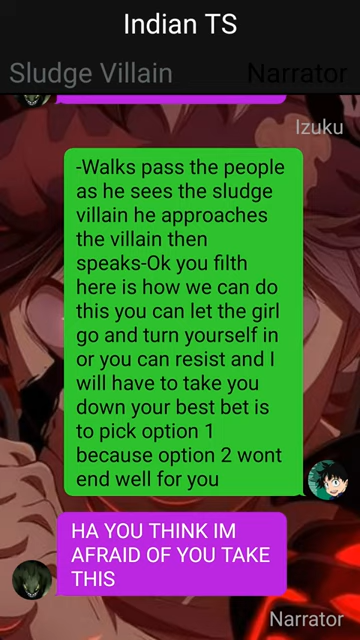 Indian TS
Sludge Villain
Narrator
Izuku
-Walks pass the people
as he sees the sludge
villain he approaches
the villain then
speaks-Ok you filth
here is how we can do
this you can let the girl
go and turn yourself in
or you can resist and I
will have to take you
down your best bet is
to pick option 1
because option 2 wont
end well for you
HA YOU THINK IM
AFRAID OF YOU TAKE
THIS
Narrator